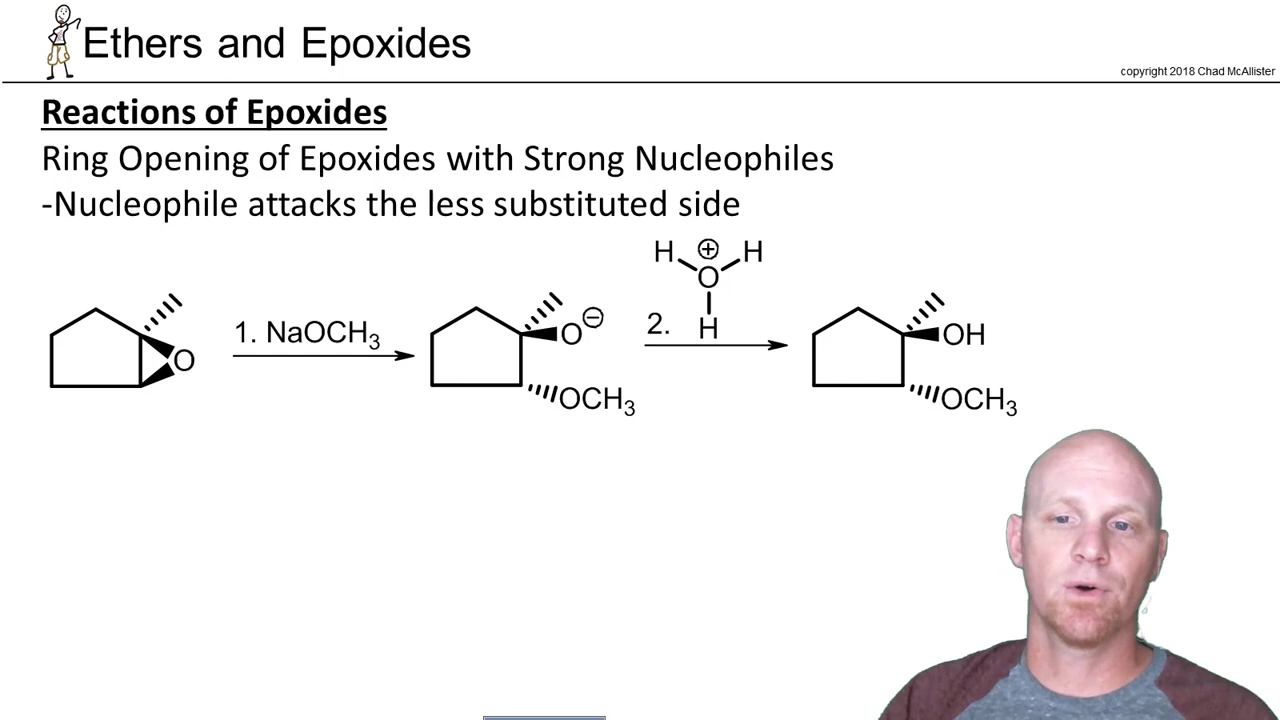 Ethers and Epoxides
copyright 2018 Chad McAllister
Reactions of Epoxides
Ring Opening of Epoxides with Strong Nucleophiles
-Nucleophile attacks the less substituted side
H ⊕ H
O
H
1. NaOCH₃
2.
O
O⊖
OCH₃
OH
OCH₃